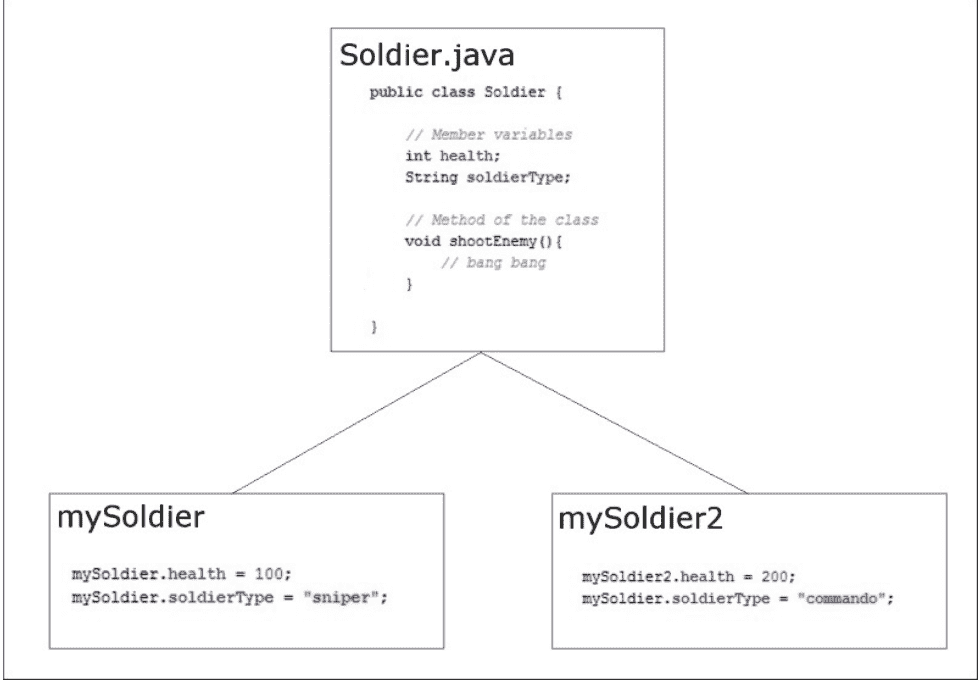 Soldier.java
public class Soldier {
// Member variables
int health;
String soldierType;
// Method of the class
void shootEnemy(){
// bang bang
}
}
mySoldier
mySoldier.health = 100;
mySoldier.soldierType = "sniper";
mySoldier2
mySoldier2.health = 200;
mySoldier.soldierType = "commando";